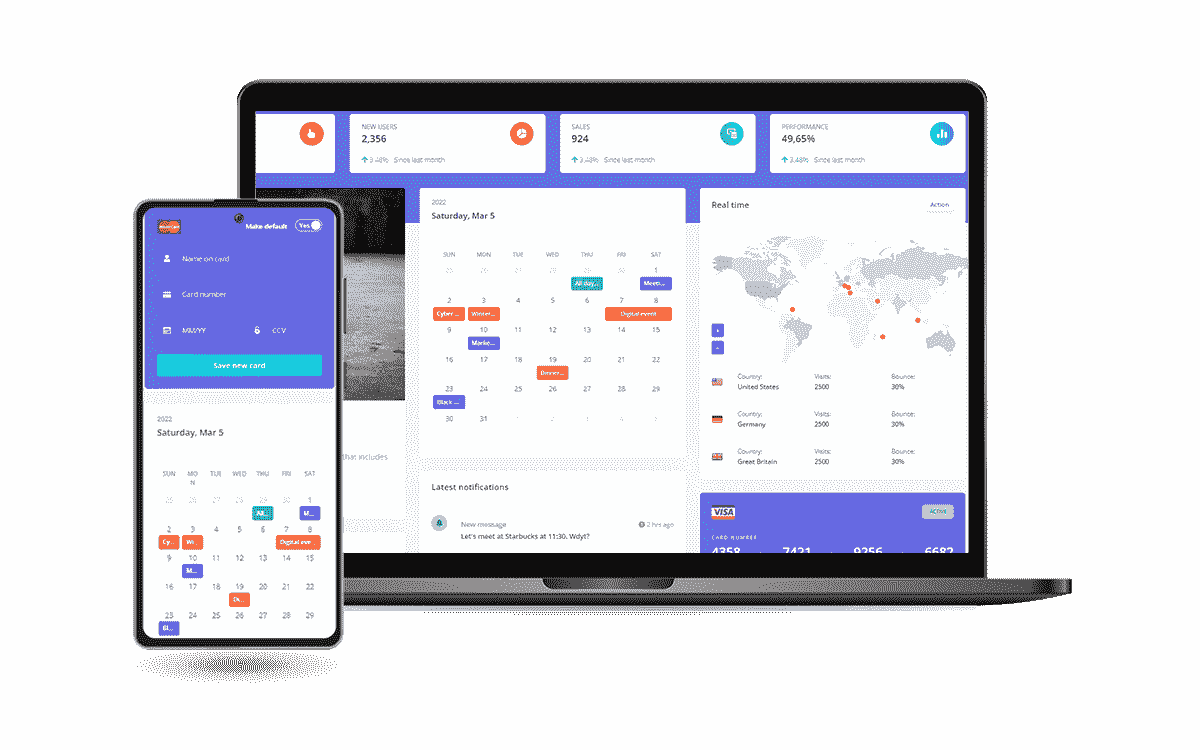 NEW USERS
2,356
3.48% Since last month
SALES
924
3.48% Since last month
PERFORMANCE
49,65%
3.48% Since last month
2022
Saturday, Mar 5
SUN MON TUE WED THU FRI SAT
25 26 27 28 29 30 1
All day... Meeti...
2 3 4 5 6 7 8
Cyber ... Winter... Digital event
9 10 11 12 13 14 15
Marke...
16 17 18 19 20 21 22
Dinner...
23 24 25 26 27 28 29
Black ...
30 31 1 2 3 4 5
Latest notifications
New message
2 hrs ago
Let's meet at Starbucks at 11:30. Wdyt?
that includes
Real time
Action
Country: Visits: Bounce:
United States 2500 30%
Country: Visits: Bounce:
Germany 2500 30%
Country: Visits: Bounce:
Great Britain 2500 30%
VISA
ACTIVE
CARD NUMBER
4358 7421 9256 6682
Make default Yes
Name on card
Card number
MM/YY CCV
Save new card
2022
Saturday, Mar 5
SUN MO TUE WED THU FRI SAT
N
25 26 27 28 29 30 1
All... M...
2 3 4 5 6 7 8
Cy... Wi... Digital eve...
9 10 11 12 13 14 15
M...
16 17 18 19 20 21 22
Di...
23 24 25 26 27 28 29
Bl...